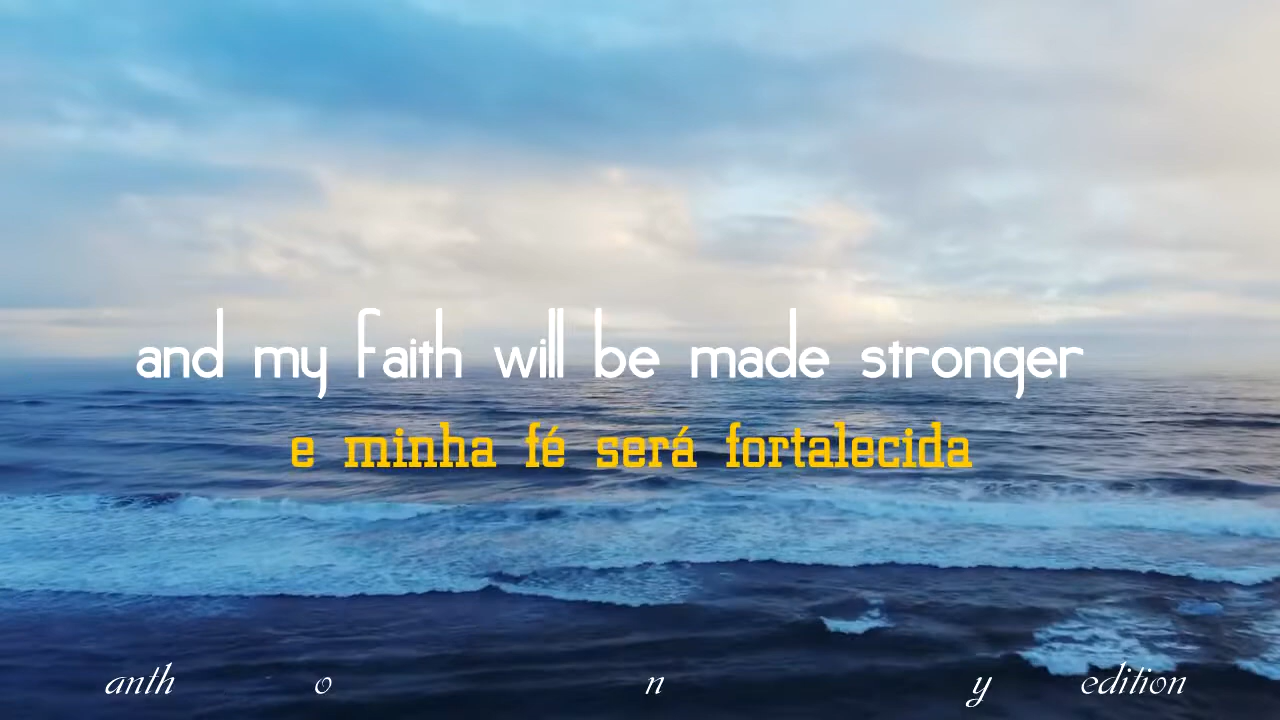 and my faith will be made stronger
e minha fé será fortalecida
anth o n y edition